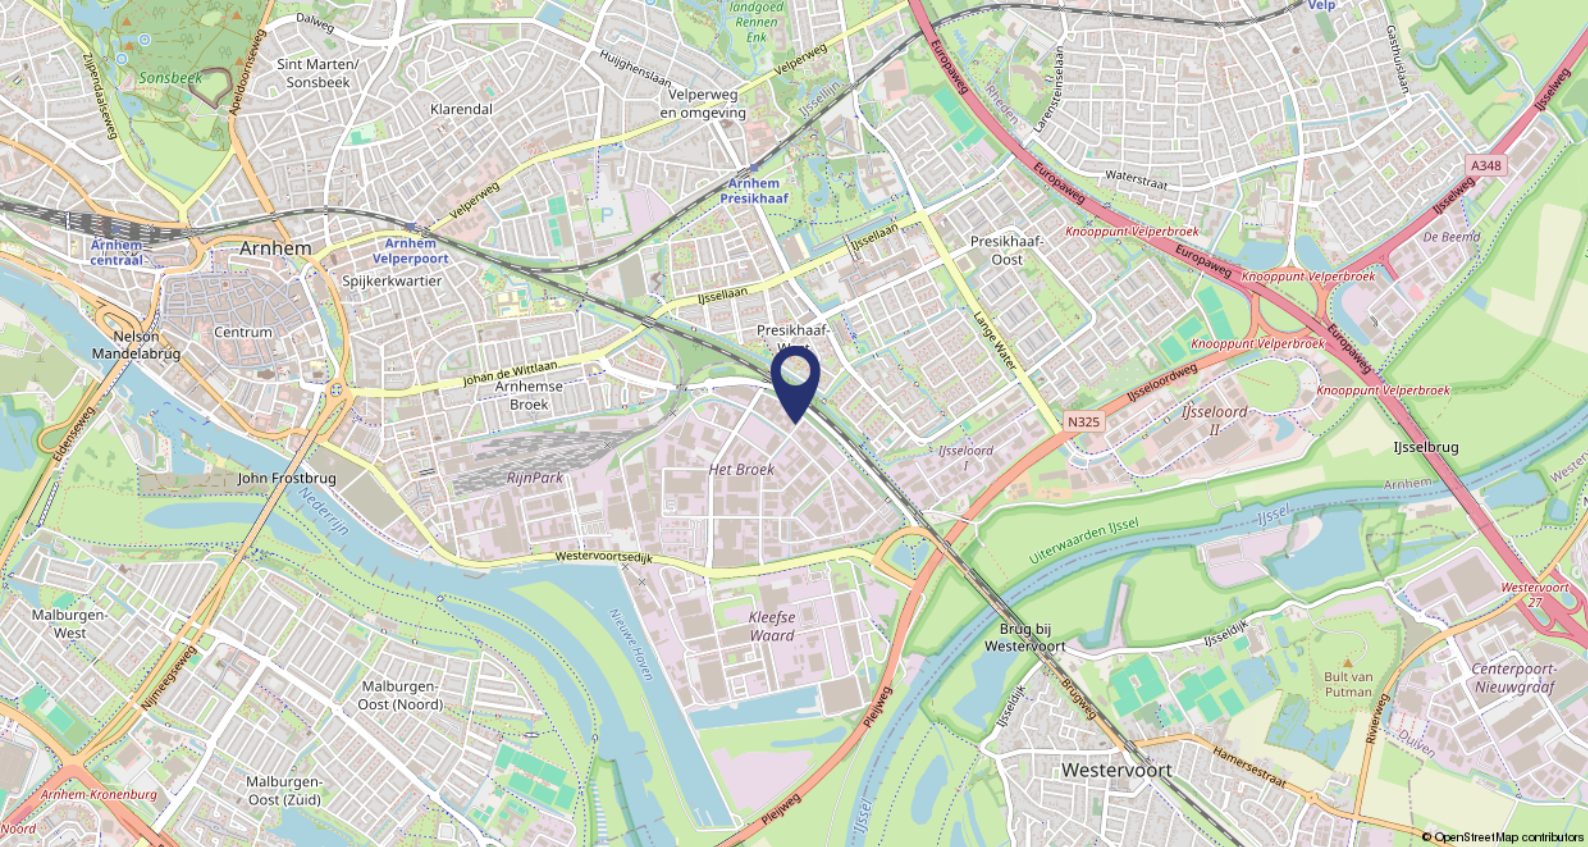 Dalweg
Huijghenslaan
landgoed
Rennen
Enk
Velp
Gasthuislaan
Zijpendaalseweg
Sonsbeek
Apeldoornseweg
Sint Marten/
Sonsbeek
Klarendal
Velperweg
en omgeving
Velperweg
IJssellijn
Europaweg
Rheden
Larensteinselaan
IJsselweg
A348
Arnhem
Presikhaaf
Velperweg
Europaweg
Waterstraat
IJsselweg
Arnhem
centraal
Arnhem
Arnhem
Velperpoort
Spijkerkwartier
IJssellaan
IJssellaan
Presikhaaf-
Oost
Knooppunt Velperbroek
Europaweg
Knooppunt Velperbroek
De Beemd
Nelson
Mandelabrug
Centrum
Presikhaaf-
West
Lange Water
Knooppunt Velperbroek
Europaweg
Johan de Wittlaan
Arnhemse
Broek
IJsseloordweg
Knooppunt Velperbroek
Eldenseweg
N325
IJsseloord
II
IJsselbrug
John Frostbrug
RijnPark
Het Broek
IJsseloord
I
Arnhem
Nederrijn
IJssel
Uiterwaarden IJssel
Westervoortsedijk
Malburgen-
West
Nieuwe Haven
Kleefse
Waard
Brug bij
Westervoort
IJsseldijk
Westervoort
27
Nijmeegseweg
Malburgen-
Oost (Noord)
Pleijweg
IJsseldijk
Brugweg
Bult van
Putman
Rivierweg
Centerpoort-
Nieuwgraaf
Duiven
Arnhem-Kronenburg
Malburgen-
Oost (Zuid)
Noord
Pleijweg
IJssel
Westervoort
Hamersestraat
© OpenStreetMap contributors